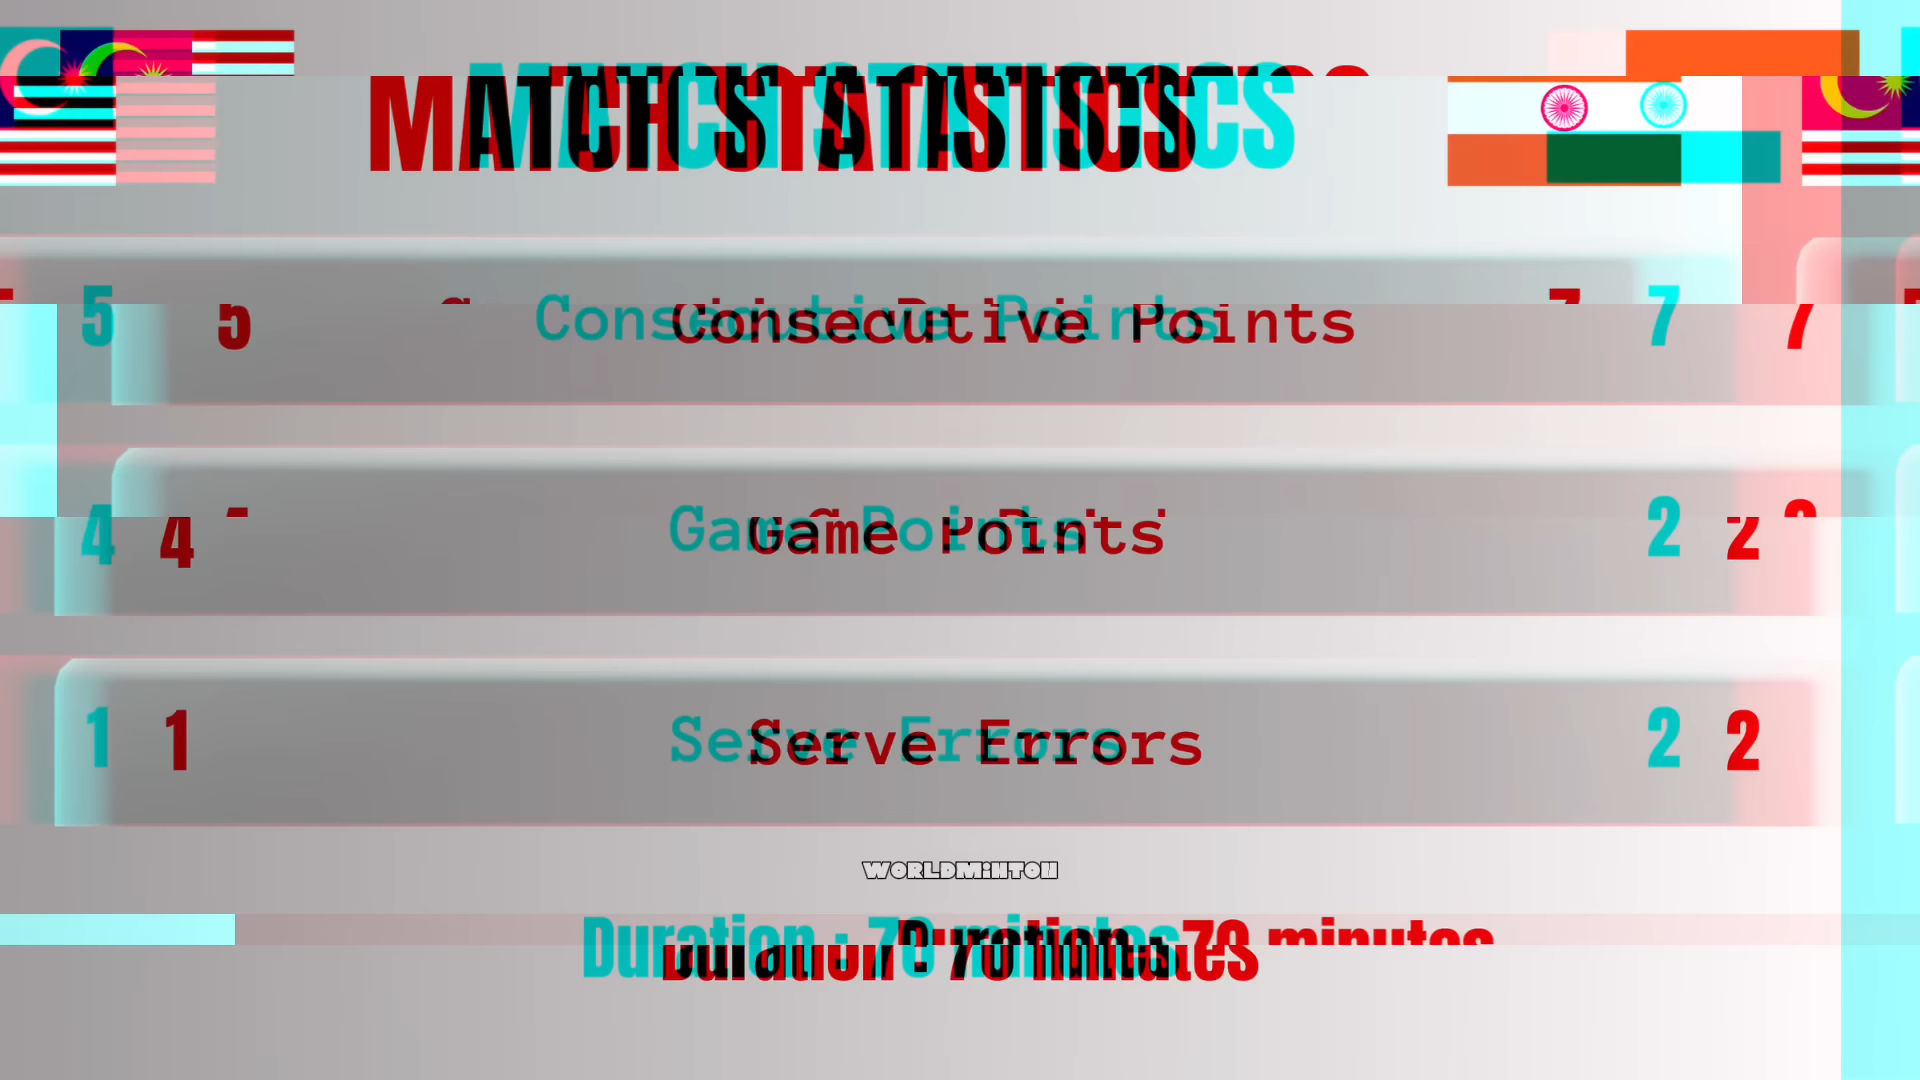 MATCH STATISTICS
5 Consecutive Points 7
4 Game Points 2
1 Serve Errors 2
WORLDMINTON
Duration : 70 minutes